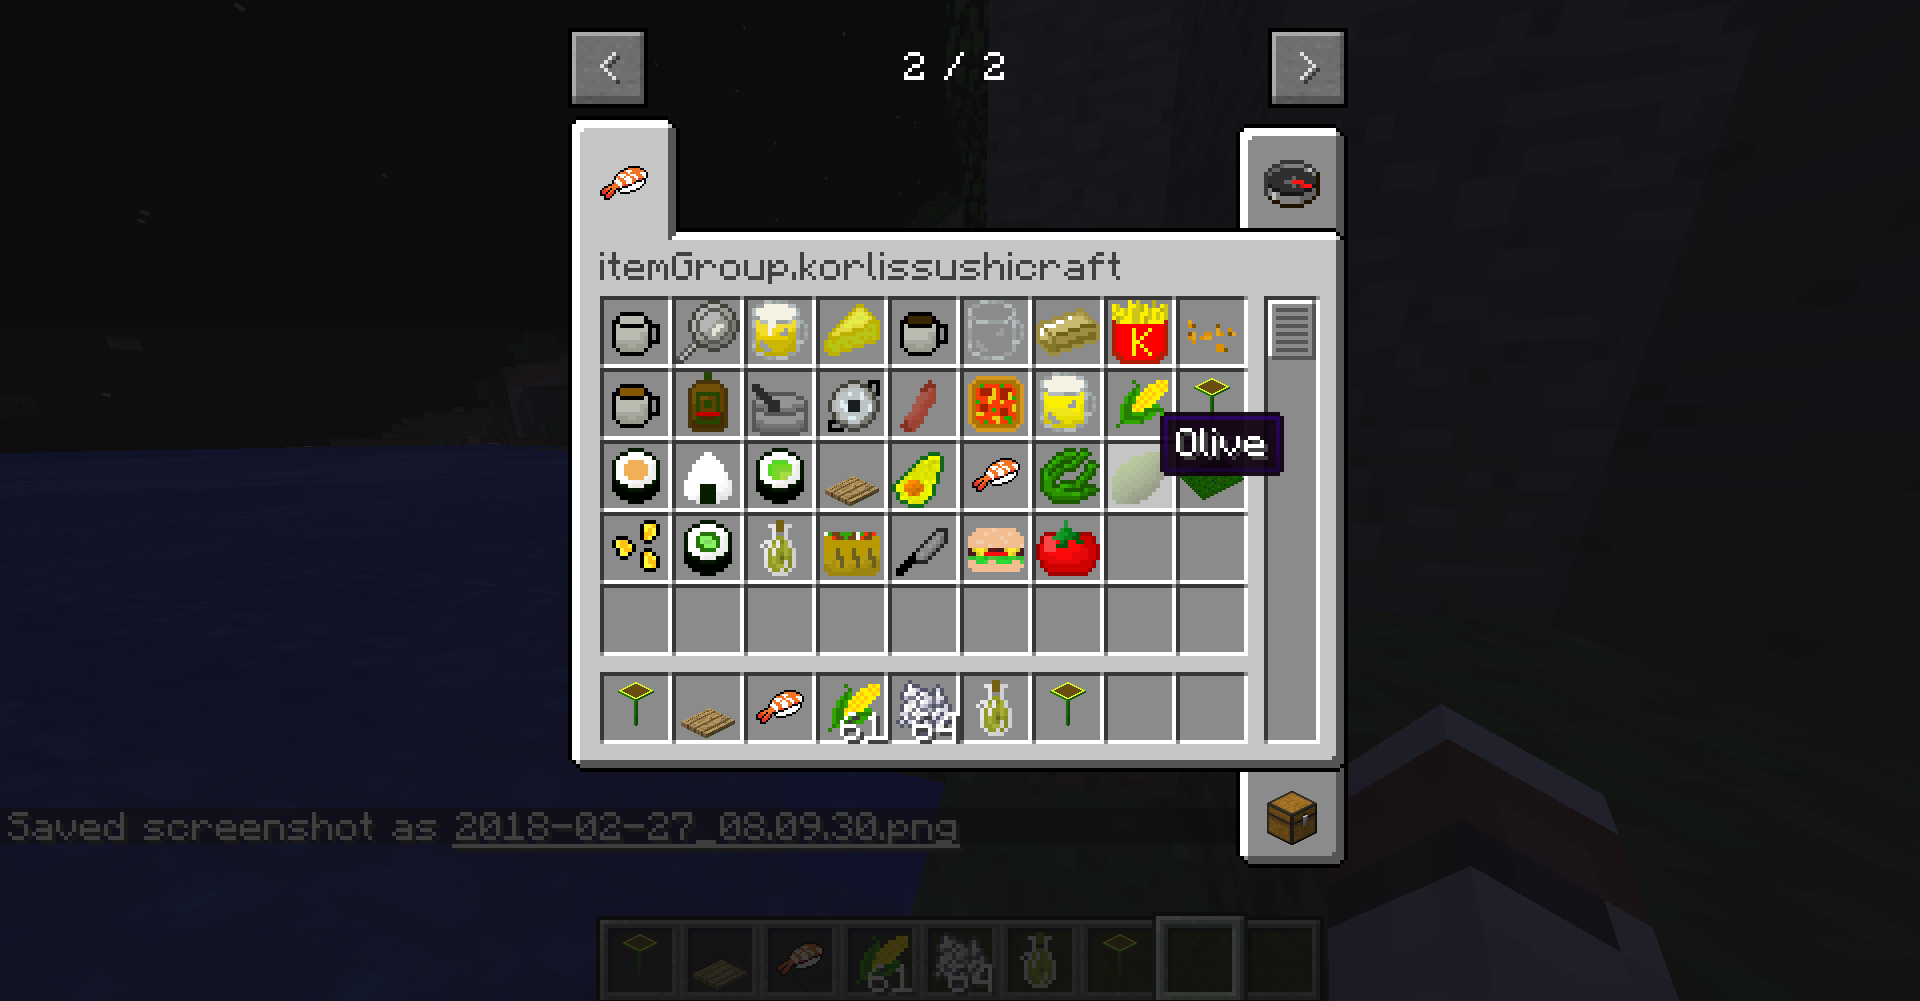 < 2 / 2 >
itemGroup.korlissushicraft
K
Olive
61 64
Saved screenshot as 2018-02-27_08.09.30.png
61 64